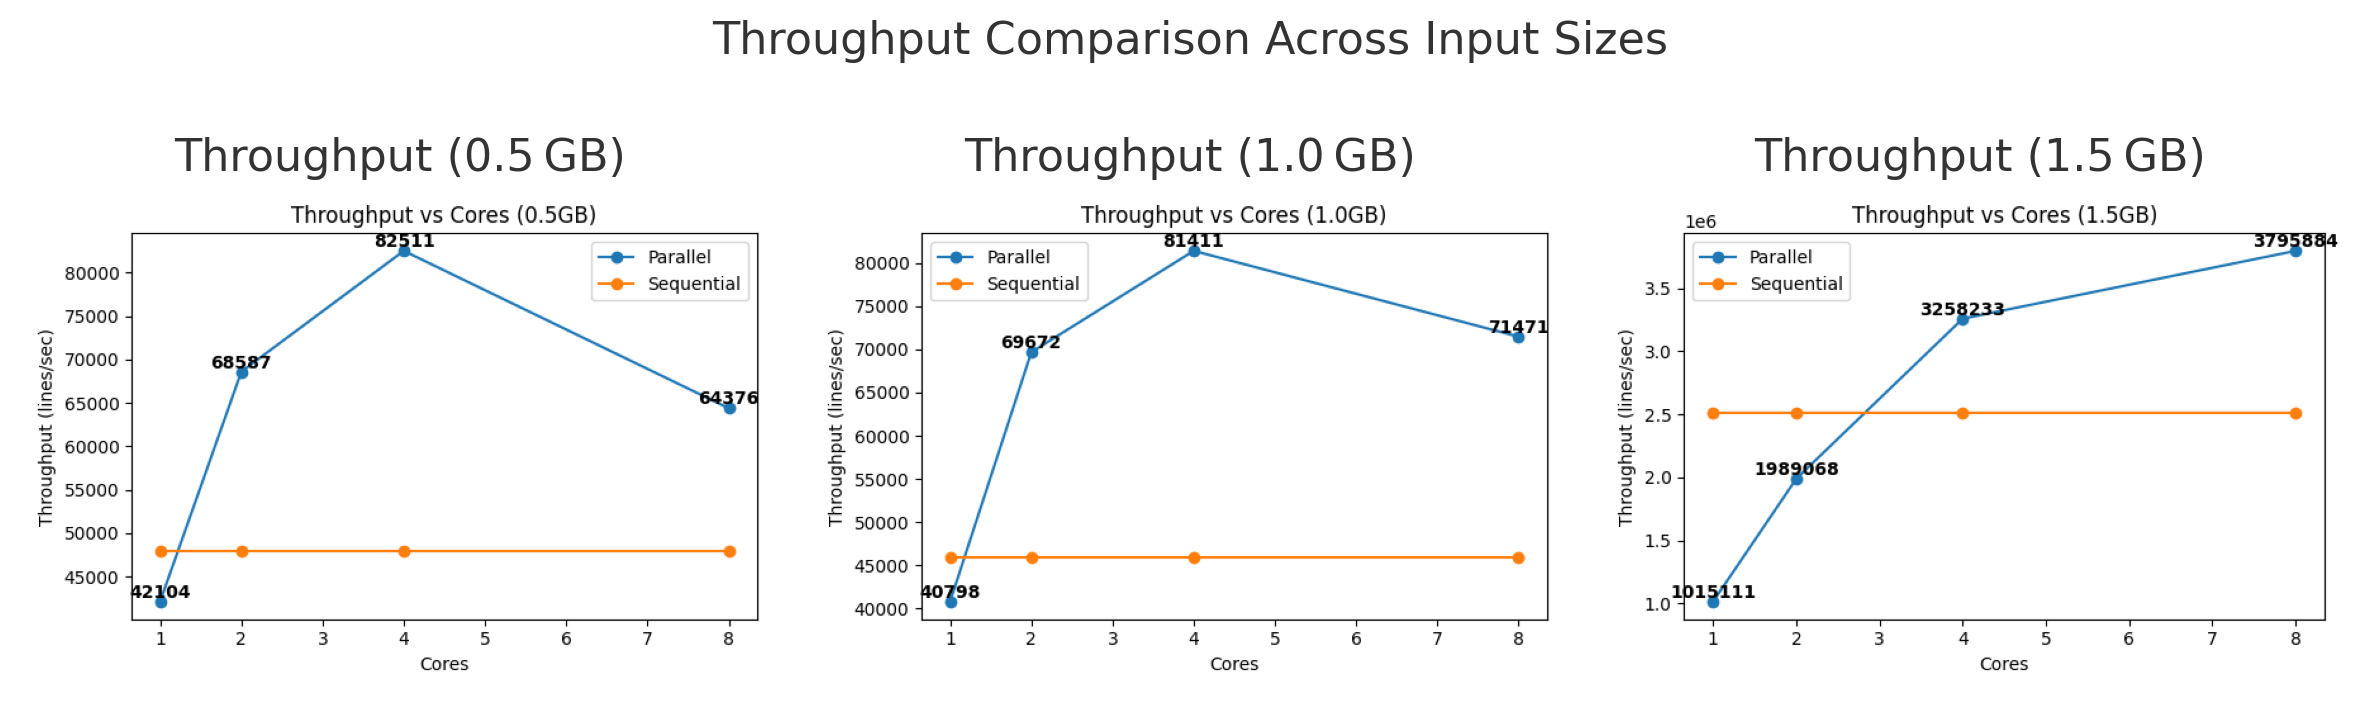 Throughput Comparison Across Input Sizes
Throughput (0.5 GB)
Throughput vs Cores (0.5GB)
Parallel
Sequential
82511
68587
64376
42104
80000
75000
70000
65000
60000
55000
50000
45000
Throughput (lines/sec)
1 2 3 4 5 6 7 8
Cores
Throughput (1.0 GB)
Throughput vs Cores (1.0GB)
Parallel
Sequential
81411
69672
71471
40798
80000
75000
70000
65000
60000
55000
50000
45000
40000
Throughput (lines/sec)
1 2 3 4 5 6 7 8
Cores
Throughput (1.5 GB)
Throughput vs Cores (1.5GB)
1e6
Parallel
Sequential
3795884
3258233
1989068
1015111
3.5
3.0
2.5
2.0
1.5
1.0
Throughput (lines/sec)
1 2 3 4 5 6 7 8
Cores